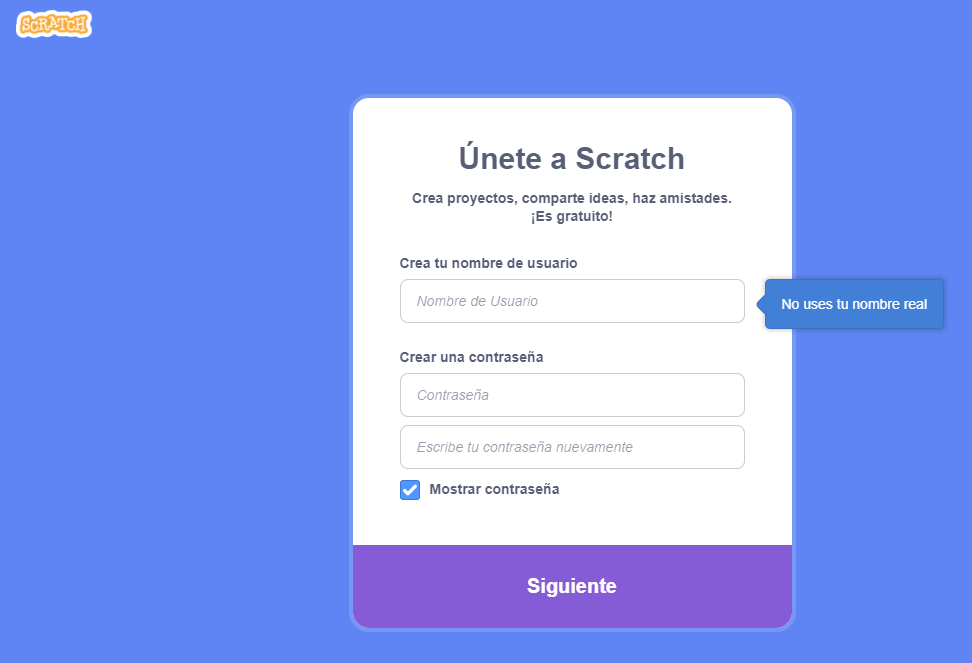 SCRATCH
Únete a Scratch
Crea proyectos, comparte ideas, haz amistades.
¡Es gratuito!
Crea tu nombre de usuario
Nombre de Usuario
No uses tu nombre real
Crear una contraseña
Contraseña
Escribe tu contraseña nuevamente
Mostrar contraseña
Siguiente